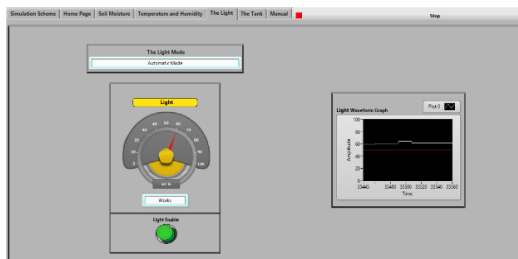 Simulation Scheme Home Page Soil Moisture Temperature and Humidity The Light The Tank Manual Stop
The Light Mode
Automatic Mode
Light
Works
Light Enable
Light Waveform Graph Plot 0
Amplitude
100
80
60
40
20
0
Time